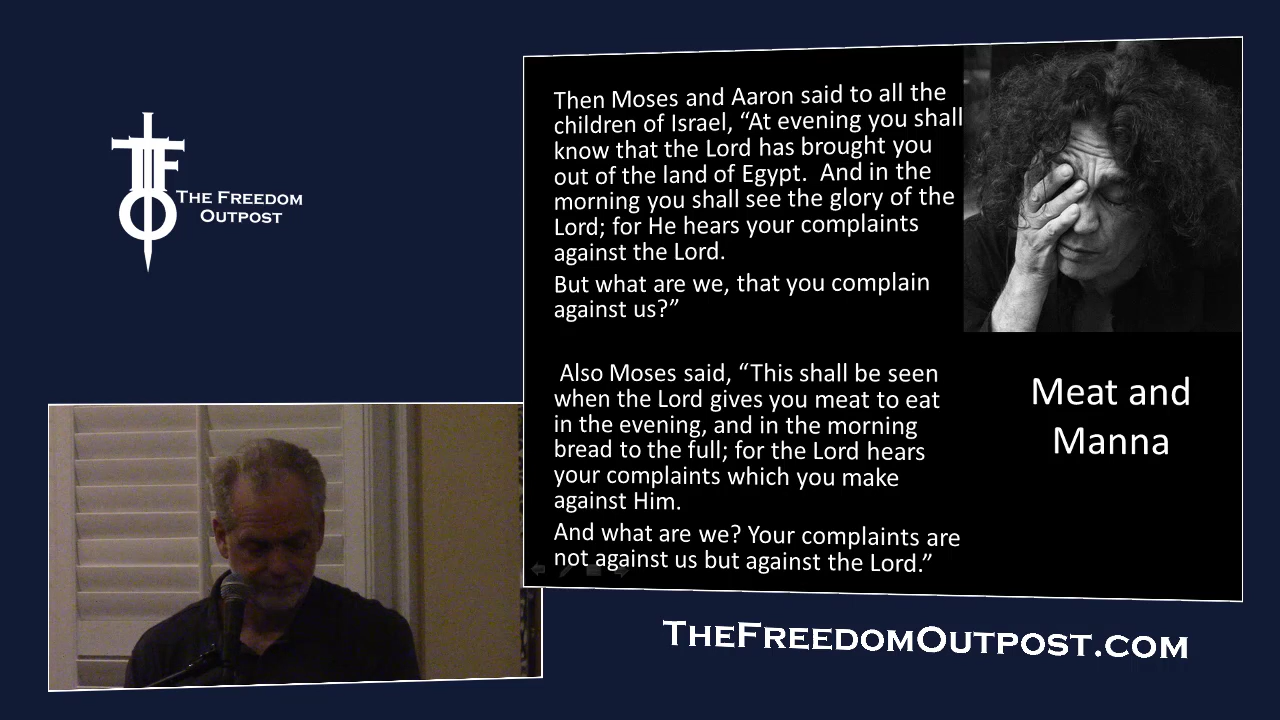 TF
THE FREEDOM
OUTPOST
Then Moses and Aaron said to all the
children of Israel, “At evening you shall
know that the Lord has brought you
out of the land of Egypt.  And in the
morning you shall see the glory of the
Lord; for He hears your complaints
against the Lord.
But what are we, that you complain
against us?”
Also Moses said, “This shall be seen
when the Lord gives you meat to eat
in the evening, and in the morning
bread to the full; for the Lord hears
your complaints which you make
against Him.
And what are we? Your complaints are
not against us but against the Lord.”
Meat and
Manna
THEFREEDOMOUTPOST.COM